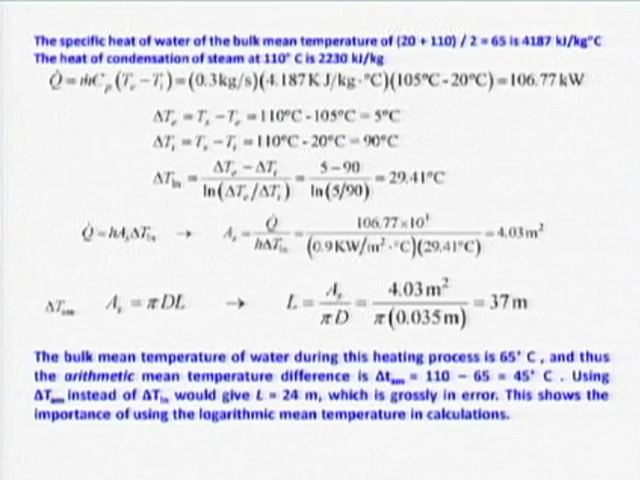 The specific heat of water of the bulk mean temperature of (20 + 110) / 2 = 65 is 4187 kJ/kg°C
The heat of condensation of steam at 110° C is 2230 kJ/kg
Q̇ = ṁC_p(T_e − T_i) = (0.3kg/s)(4.187KJ/kg·°C)(105°C-20°C) = 106.77 kW
ΔT_e = T_s − T_e = 110°C-105°C = 5°C
ΔT_i = T_s − T_i = 110°C-20°C = 90°C
ΔT_ln = (ΔT_e − ΔT_i) / ln(ΔT_e/ΔT_i) = (5−90) / ln(5/90) = 29.41°C
Q̇ = hA_sΔT_ln → A_s = Q̇ / hΔT_ln = 106.77×10³ / (0.9KW/m²·°C)(29.41°C) = 4.03m²
ΔT_am A_s = πDL → L = A_s / πD = 4.03m² / π(0.035m) = 37m
The bulk mean temperature of water during this heating process is 65° C , and thus
the arithmetic mean temperature difference is Δt_am = 110 – 65 = 45° C . Using
ΔT_am instead of ΔT_ln would give L = 24 m, which is grossly in error. This shows the
importance of using the logarithmic mean temperature in calculations.